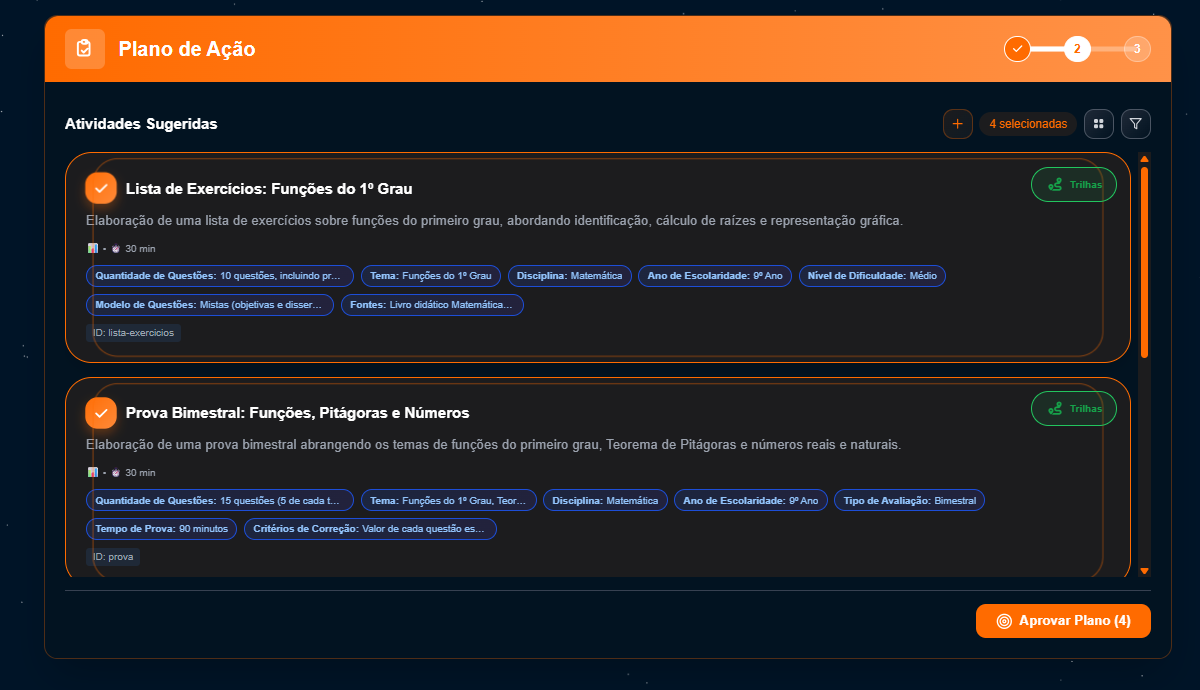 Plano de Ação
2
3
Atividades Sugeridas
+
4 selecionadas
Lista de Exercícios: Funções do 1º Grau
Trilhas
Elaboração de uma lista de exercícios sobre funções do primeiro grau, abordando identificação, cálculo de raízes e representação gráfica.
• 30 min
Quantidade de Questões: 10 questões, incluindo pr... Tema: Funções do 1º Grau Disciplina: Matemática Ano de Escolaridade: 9º Ano Nível de Dificuldade: Médio
Modelo de Questões: Mistas (objetivas e disser... Fontes: Livro didático Matemática...
ID: lista-exercicios
Prova Bimestral: Funções, Pitágoras e Números
Trilhas
Elaboração de uma prova bimestral abrangendo os temas de funções do primeiro grau, Teorema de Pitágoras e números reais e naturais.
• 30 min
Quantidade de Questões: 15 questões (5 de cada t... Tema: Funções do 1º Grau, Teor... Disciplina: Matemática Ano de Escolaridade: 9º Ano Tipo de Avaliação: Bimestral
Tempo de Prova: 90 minutos Critérios de Correção: Valor de cada questão es...
ID: prova
Aprovar Plano (4)